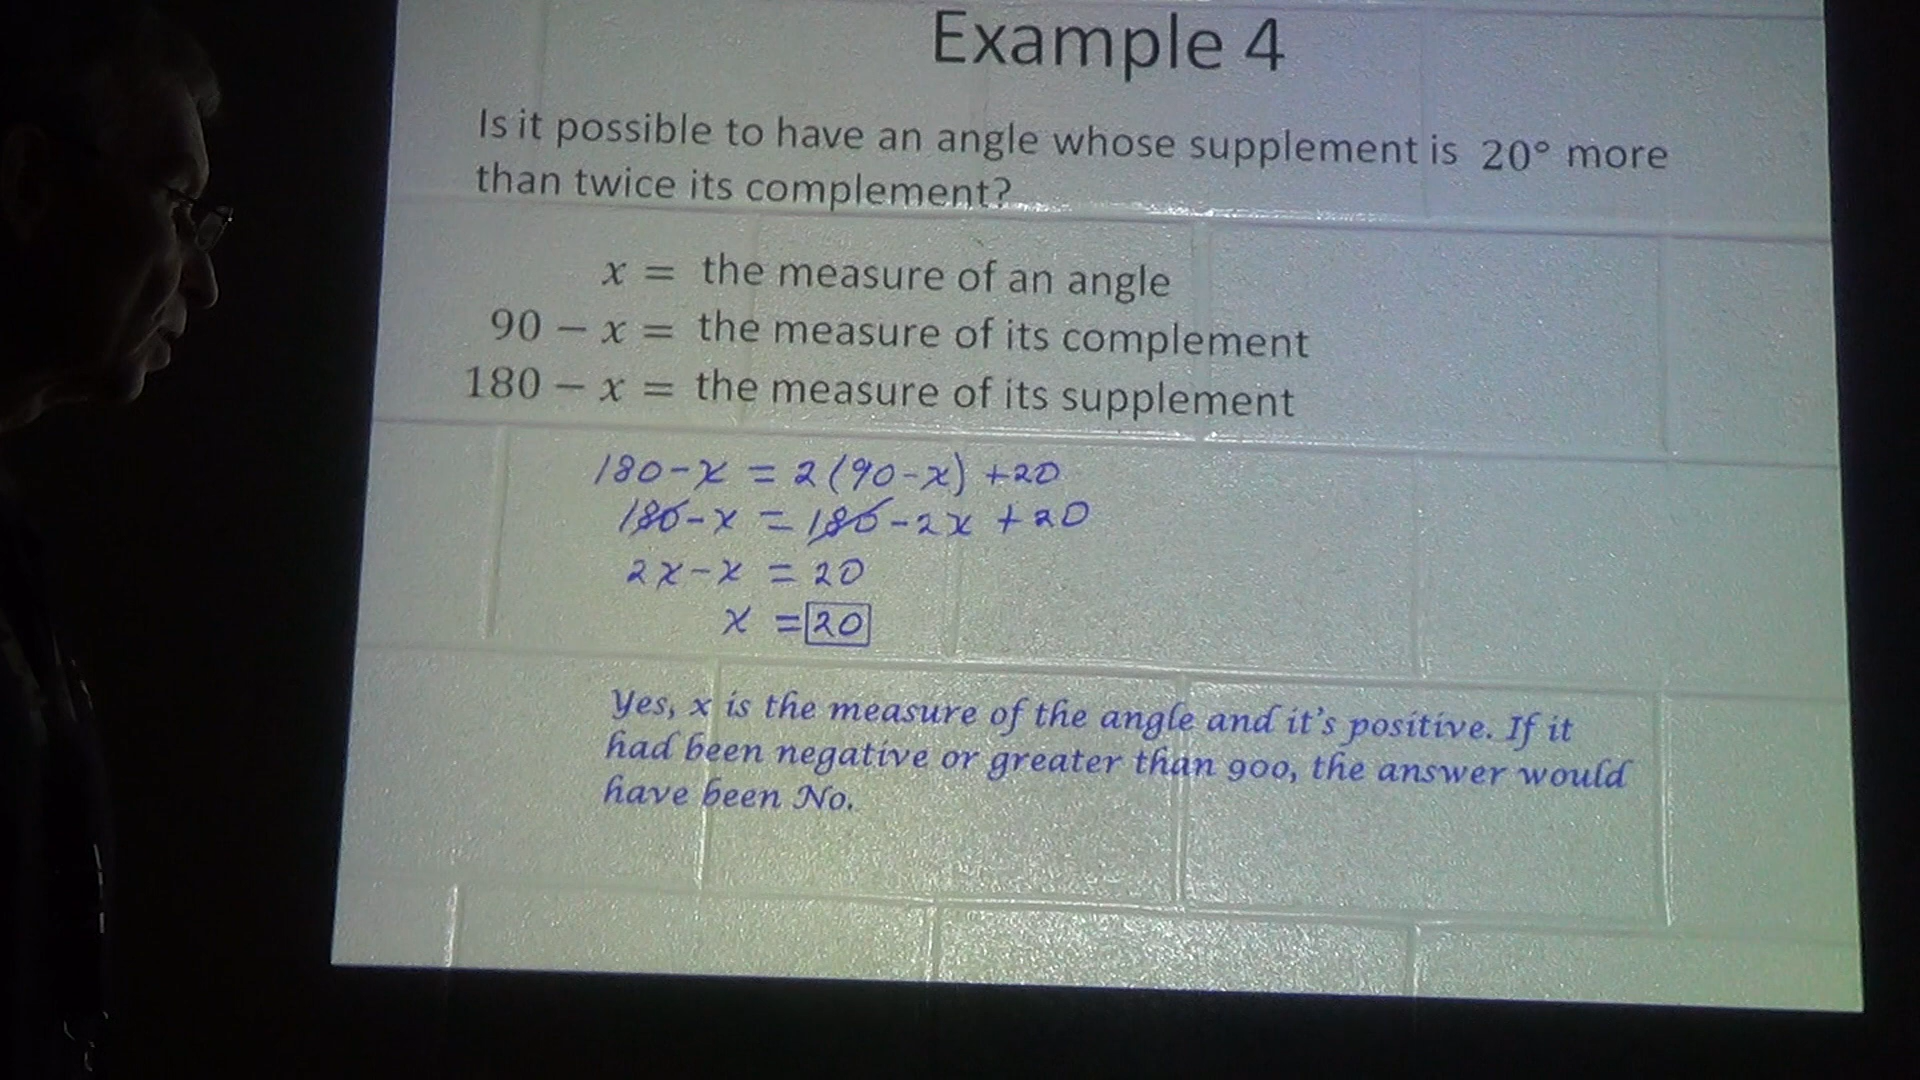 Example 4
Is it possible to have an angle whose supplement is 20° more
than twice its complement?
x = the measure of an angle
90 − x = the measure of its complement
180 − x = the measure of its supplement
180-x = 2(90-x) +20
180-x = 180-2x +20
2x-x = 20
x = 20
Yes, x is the measure of the angle and it's positive. If it
had been negative or greater than 900, the answer would
have been No.